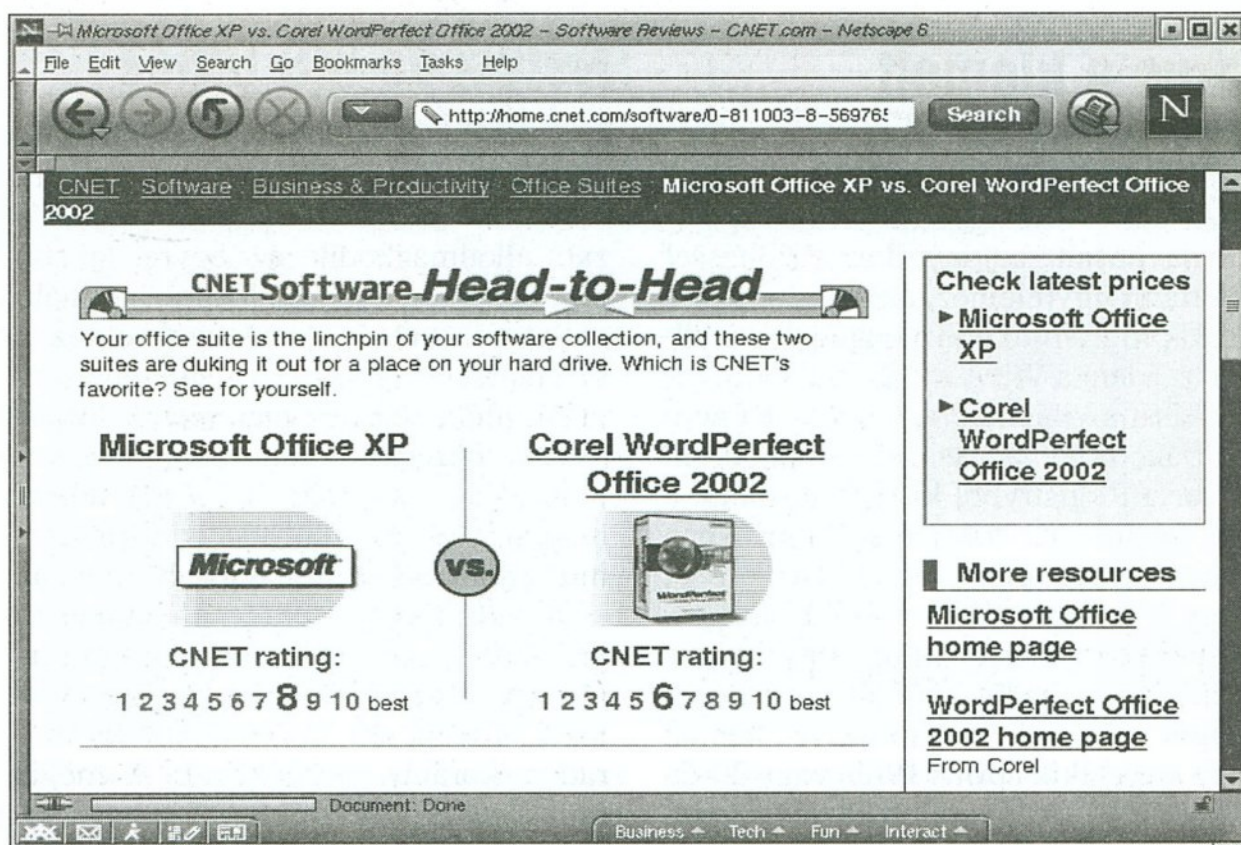 Microsoft Office XP vs. Corel WordPerfect Office 2002 – Software Reviews – CNET.com – Netscape 6
File Edit View Search Go Bookmarks Tasks Help
http://home.cnet.com/software/0-811003-8-569765 Search N
CNET : Software : Business & Productivity : Office Suites : Microsoft Office XP vs. Corel WordPerfect Office
2002
CNET Software Head-to-Head
Your office suite is the linchpin of your software collection, and these two
suites are duking it out for a place on your hard drive. Which is CNET's
favorite? See for yourself.
Microsoft Office XP
Microsoft
CNET rating:
1 2 3 4 5 6 7 8 9 10 best
vs.
Corel WordPerfect
Office 2002
WordPerfect
CNET rating:
1 2 3 4 5 6 7 8 9 10 best
Check latest prices
Microsoft Office
XP
Corel
WordPerfect
Office 2002
More resources
Microsoft Office
home page
WordPerfect Office
2002 home page
From Corel
Document: Done
Business Tech Fun Interact